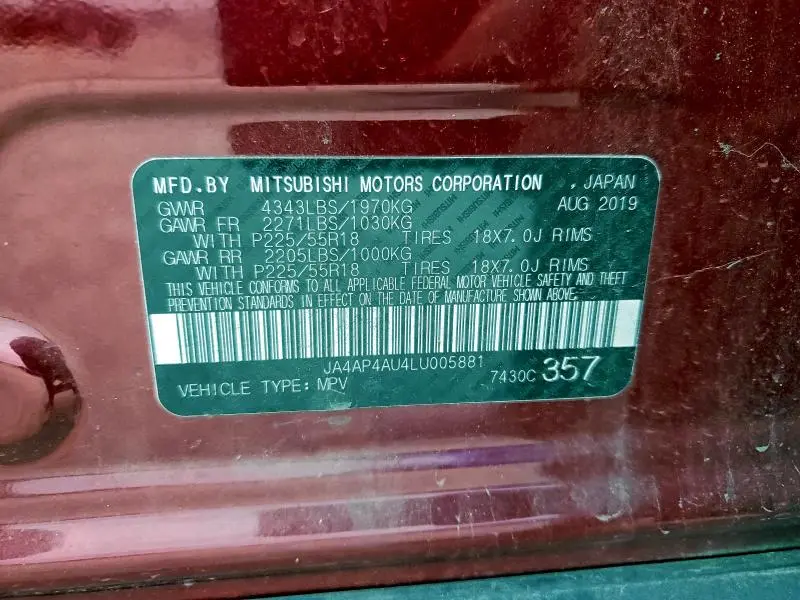 MFD.BY MITSUBISHI MOTORS CORPORATION , JAPAN
GVWR 4343LBS/1970KG AUG 2019
GAWR FR 2271LBS/1030KG
WITH P225/55R18 TIRES 18X7.0J RIMS
GAWR RR 2205LBS/1000KG
WITH P225/55R18 TIRES 18X7.0J RIMS
THIS VEHICLE CONFORMS TO ALL APPLICABLE FEDERAL MOTOR VEHICLE SAFETY AND THEFT
PREVENTION STANDARDS IN EFFECT ON THE DATE OF MANUFACTURE SHOWN ABOVE.
JA4AP4AU4LU005881
VEHICLE TYPE: MPV 7430C 357